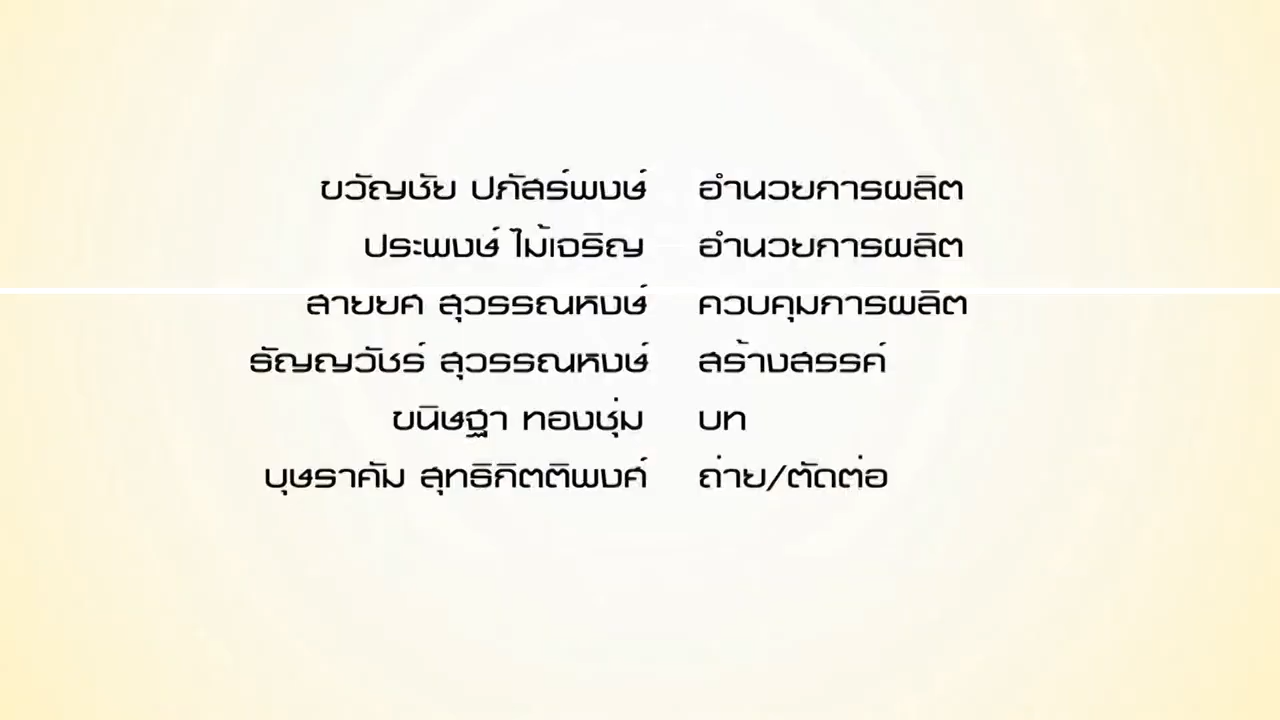 ขวัญชัย ปภัสร์พงษ์ อำนวยการผลิต
ประพงษ์ ไม้เจริญ อำนวยการผลิต
สายยศ สุวรรณหงษ์ ควบคุมการผลิต
ธัญญวัชร์ สุวรรณหงษ์ สร้างสรรค์
ขนิษฐา ทองชุ่ม บท
บุษราคัม สุทธิกิตติพงศ์ ถ่าย/ตัดต่อ